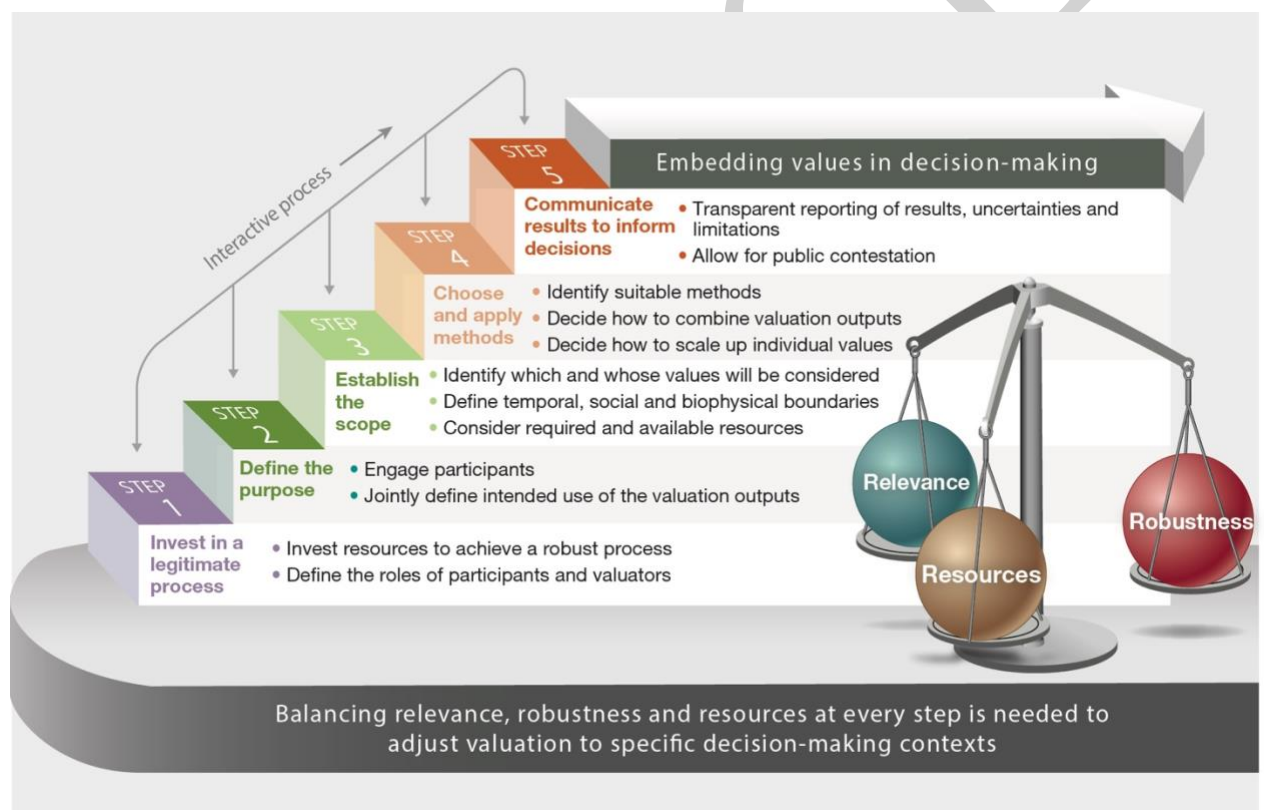 Interactive process
STEP
5
Embedding values in decision-making
Communicate
results to inform
decisions
• Transparent reporting of results, uncertainties and
limitations
• Allow for public contestation
STEP
4
Choose
and apply
methods
• Identify suitable methods
• Decide how to combine valuation outputs
• Decide how to scale up individual values
STEP
3
Establish
the
scope
• Identify which and whose values will be considered
• Define temporal, social and biophysical boundaries
• Consider required and available resources
STEP
2
Define the
purpose
• Engage participants
• Jointly define intended use of the valuation outputs
STEP
1
Invest in a
legitimate
process
• Invest resources to achieve a robust process
• Define the roles of participants and valuators
Relevance
Resources
Robustness
Balancing relevance, robustness and resources at every step is needed to
adjust valuation to specific decision-making contexts